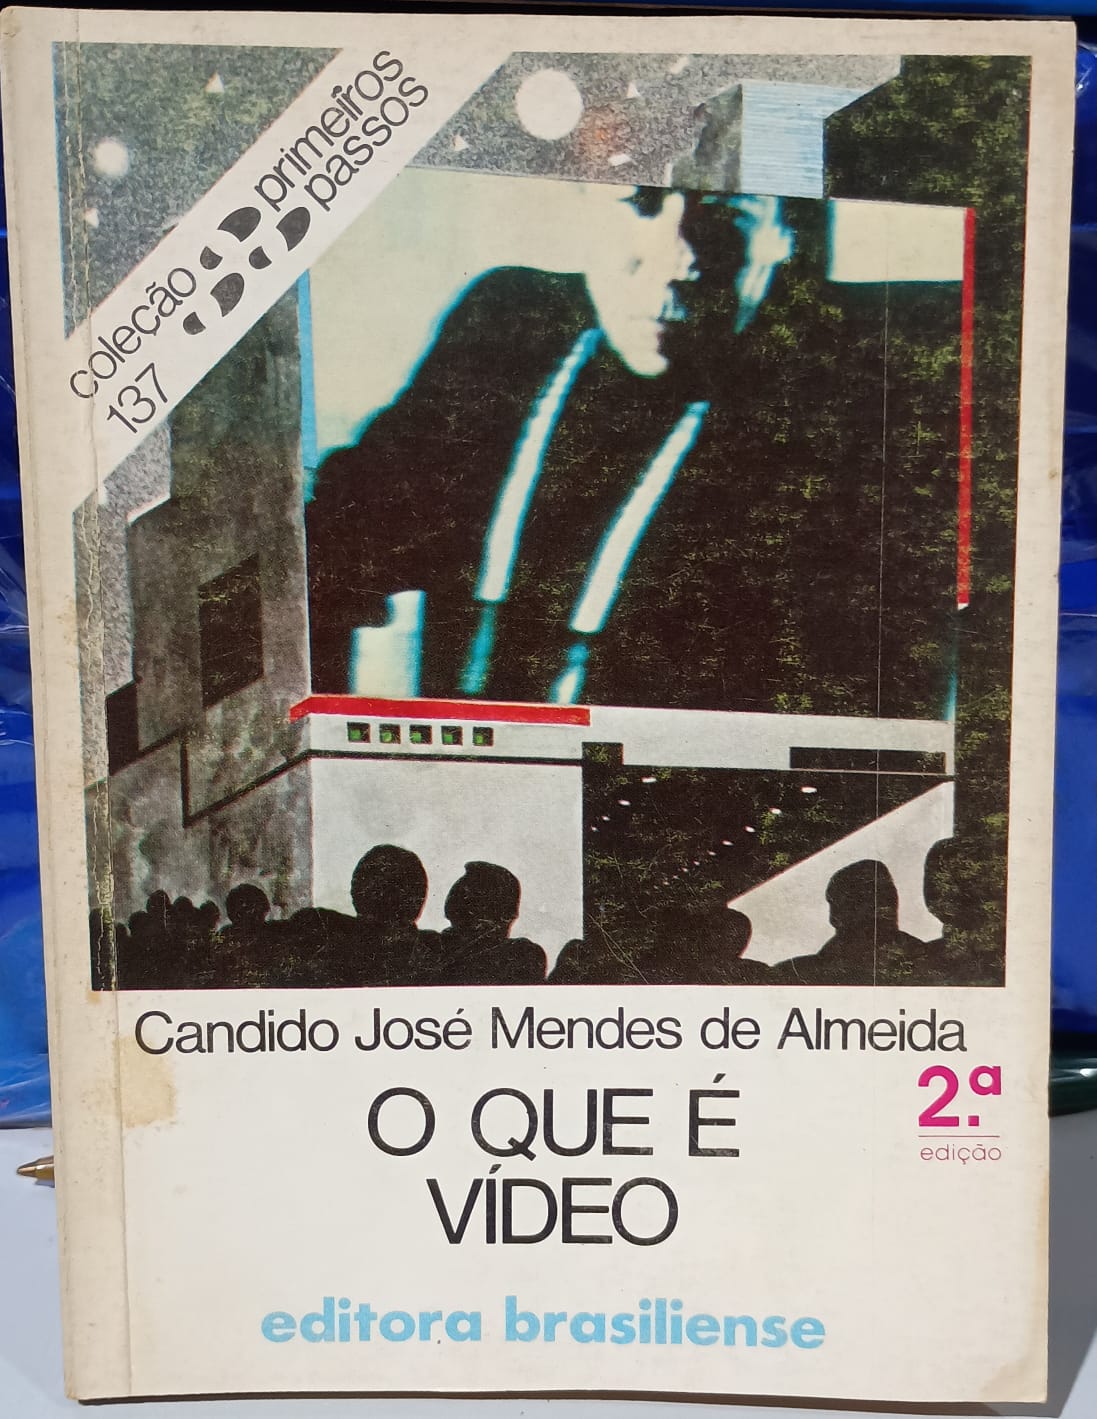 coleção primeiros
137 passos
Candido José Mendes de Almeida
O QUE É
VÍDEO
2.ª
edição
editora brasiliense